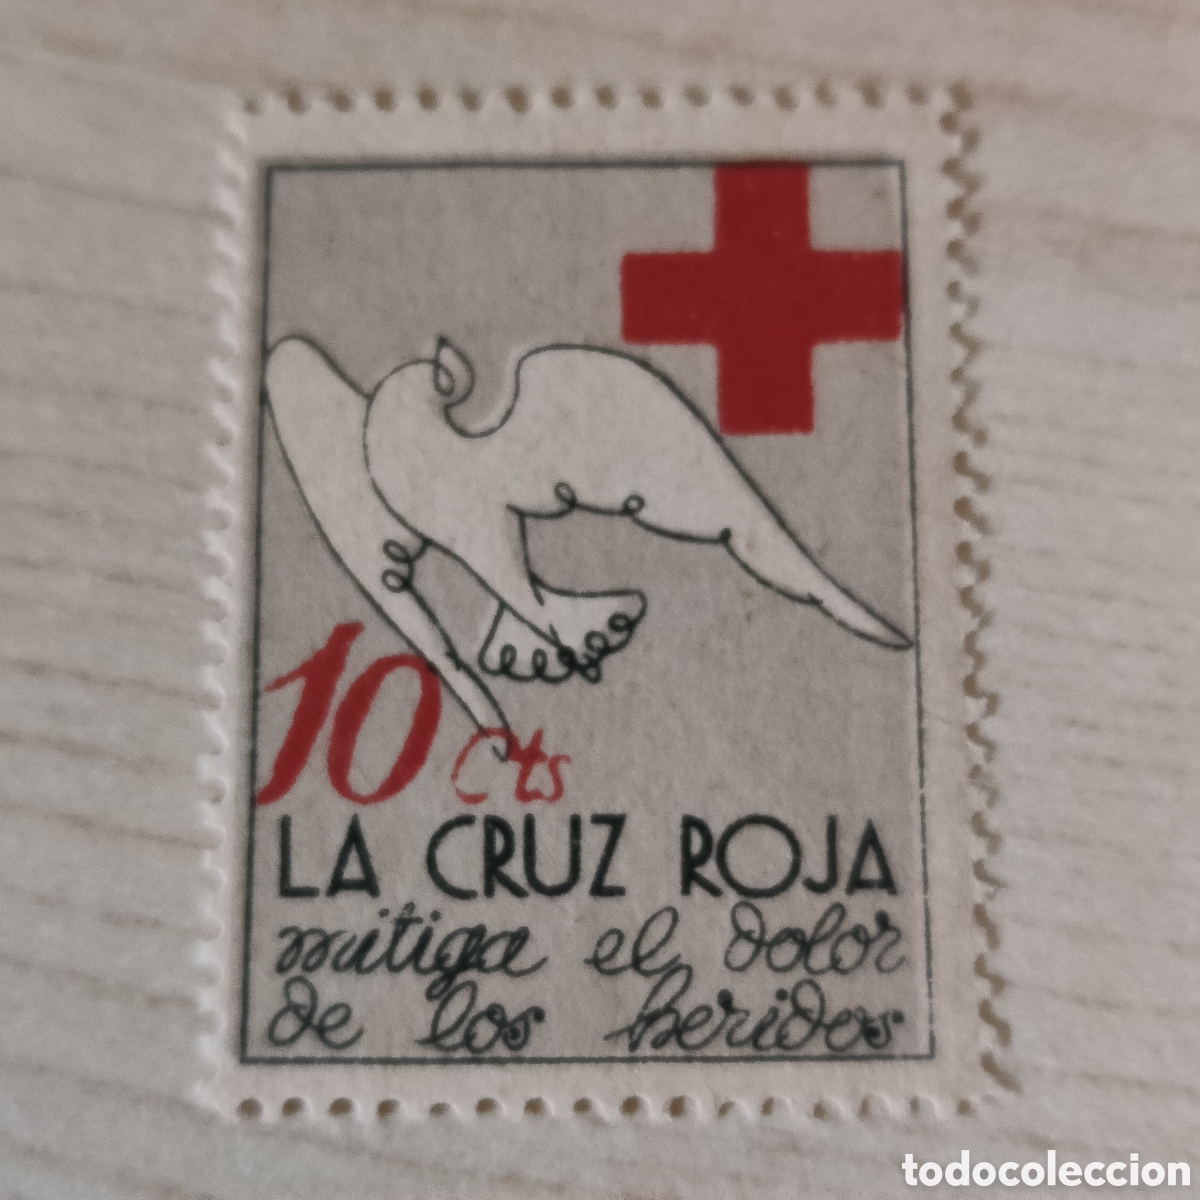 10 Cts
LA CRUZ ROJA
mitiga el dolor
de los heridos
todocoleccion